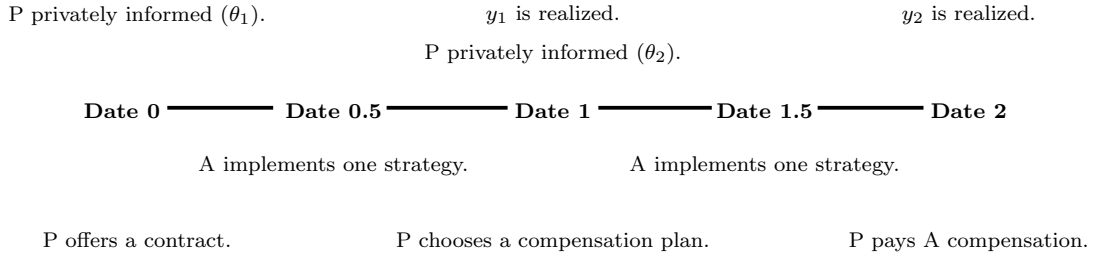 P privately informed (θ₁). y₁ is realized. y₂ is realized.
P privately informed (θ₂).
Date 0 Date 0.5 Date 1 Date 1.5 Date 2
A implements one strategy. A implements one strategy.
P offers a contract. P chooses a compensation plan. P pays A compensation.